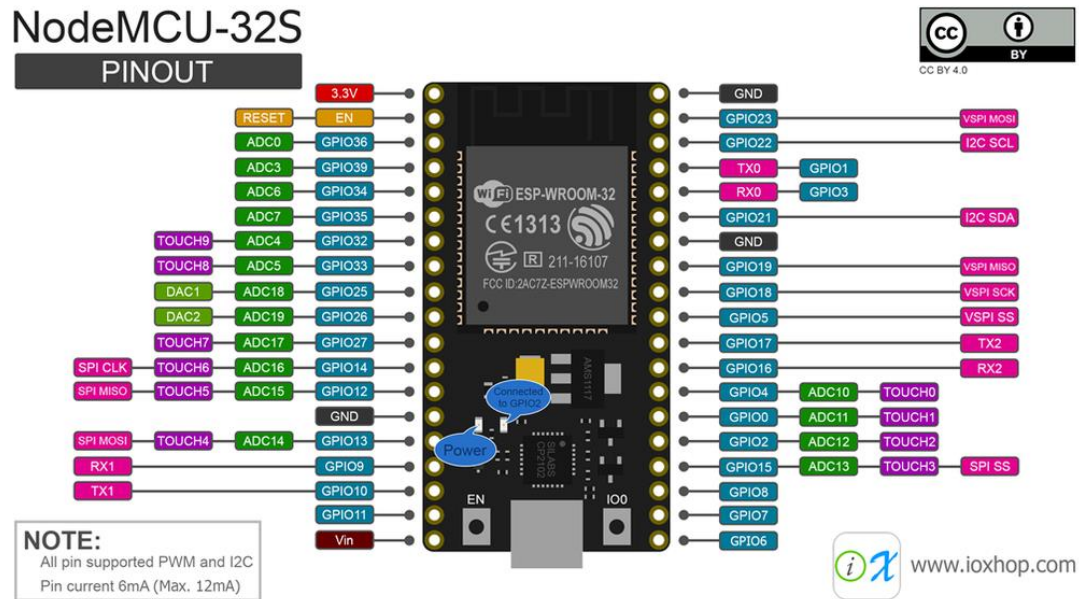 NodeMCU-32S
PINOUT
CC BY
CC BY 4.0
3.3V GND
RESET EN GPIO23 VSPI MOSI
ADC0 GPIO36 GPIO22 I2C SCL
ADC3 GPIO39 TX0 GPIO1
ADC6 GPIO34 RX0 GPIO3
ADC7 GPIO35 GPIO21 I2C SDA
TOUCH9 ADC4 GPIO32 GND
TOUCH8 ADC5 GPIO33 GPIO19 VSPI MISO
DAC1 ADC18 GPIO25 GPIO18 VSPI SCK
DAC2 ADC19 GPIO26 GPIO5 VSPI SS
TOUCH7 ADC17 GPIO27 GPIO17 TX2
SPI CLK TOUCH6 ADC16 GPIO14 GPIO16 RX2
SPI MISO TOUCH5 ADC15 GPIO12 GPIO4 ADC10 TOUCH0
GND GPIO0 ADC11 TOUCH1
SPI MOSI TOUCH4 ADC14 GPIO13 GPIO2 ADC12 TOUCH2
RX1 GPIO9 GPIO15 ADC13 TOUCH3 SPI SS
TX1 GPIO10 GPIO8
GPIO11 GPIO7
Vin GPIO6
WiFi ESP-WROOM-32
CE1313
R 211-16107
FCC ID:2AC7Z-ESPWROOM32
AMS1117
Connected
to GPIO2
Power
SILABS
CP2102
EN IO0
NOTE:
All pin supported PWM and I2C
Pin current 6mA (Max. 12mA)
iX www.ioxhop.com